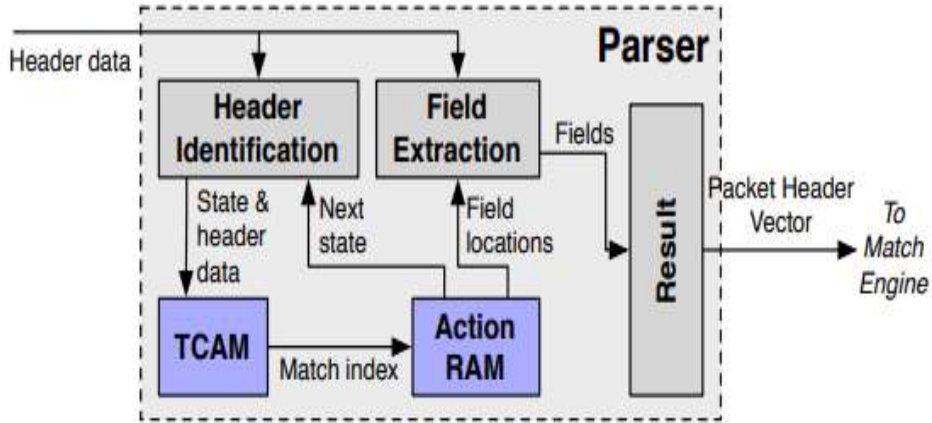 Parser
Header data
Header
Identification
Field
Extraction
Fields
State &
header
data
Next
state
Field
locations
TCAM
Match index
Action
RAM
Result
Packet Header
Vector
To
Match
Engine